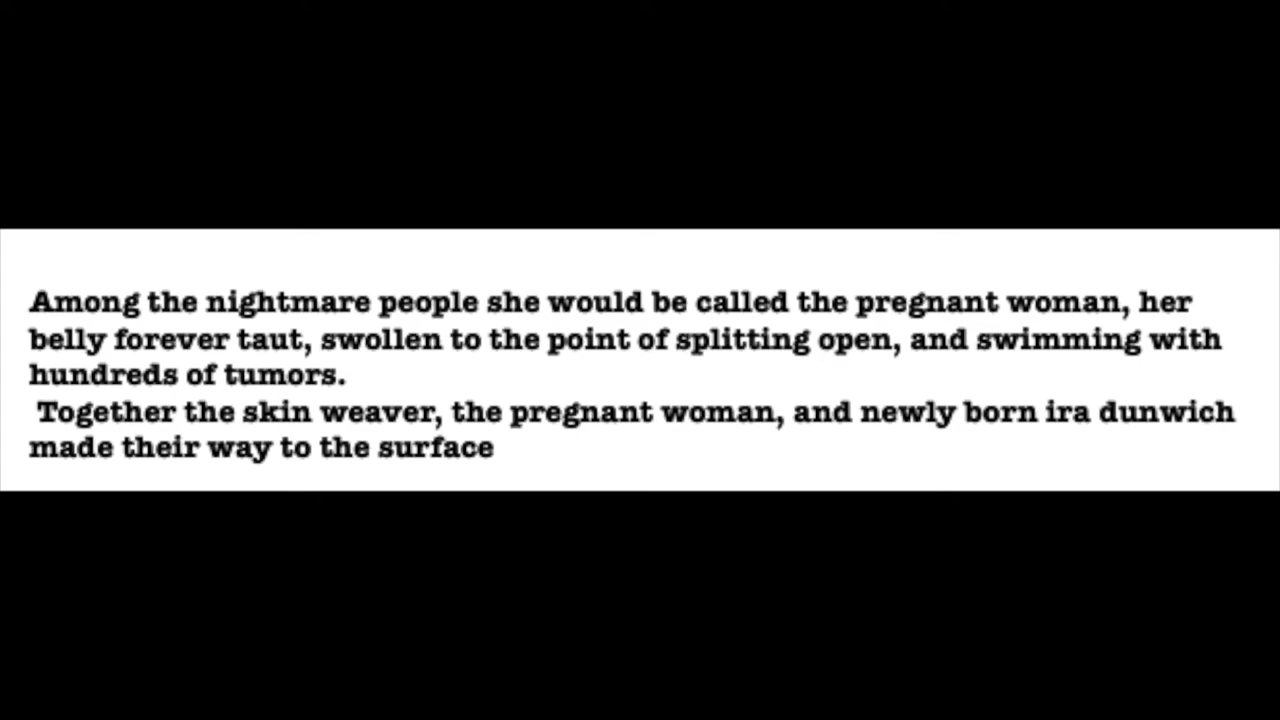 Among the nightmare people she would be called the pregnant woman, her
belly forever taut, swollen to the point of splitting open, and swimming with
hundreds of tumors.
Together the skin weaver, the pregnant woman, and newly born ira dunwich
made their way to the surface